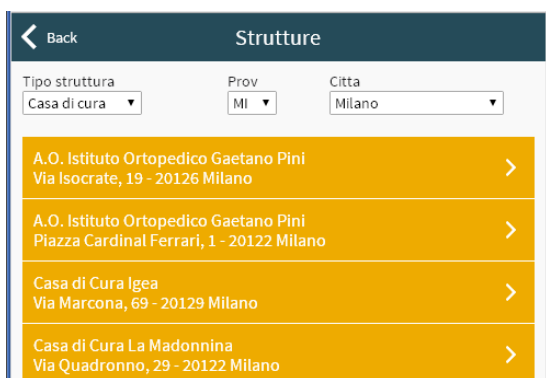 Back
Strutture
Tipo struttura
Prov
Citta
Casa di cura
MI
Milano
A.O. Istituto Ortopedico Gaetano Pini
Via Isocrate, 19 - 20126 Milano
A.O. Istituto Ortopedico Gaetano Pini
Piazza Cardinal Ferrari, 1 - 20122 Milano
Casa di Cura Igea
Via Marcona, 69 - 20129 Milano
Casa di Cura La Madonnina
Via Quadronno, 29 - 20122 Milano